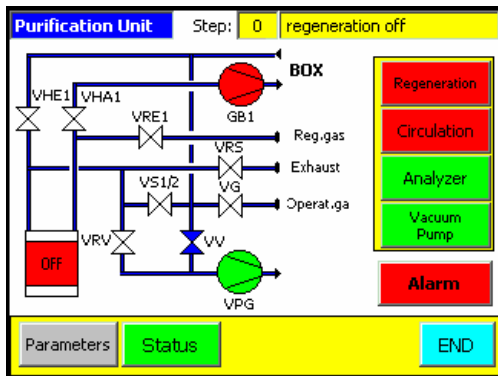 Purification Unit
Step: 0 regeneration off
BOX
VHE1
VHA1
GB1
Regeneration
VRE1
Reg.gas
Circulation
VRS
Exhaust
Analyzer
VS1/2
VG
Operat.ga
Vacuum
Pump
VRV
VV
OFF
VPG
Alarm
Parameters
Status
END